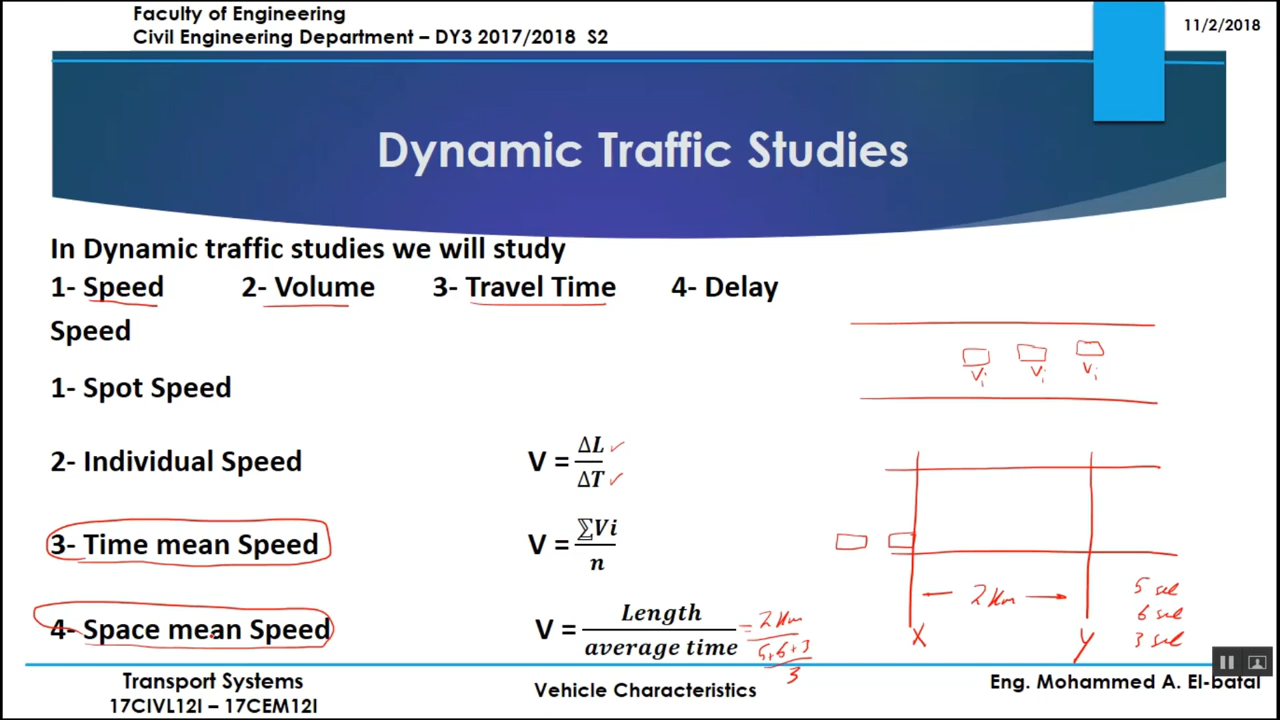 Faculty of Engineering
Civil Engineering Department – DY3 2017/2018 S2
11/2/2018
Dynamic Traffic Studies
In Dynamic traffic studies we will study
1- Speed 2- Volume 3- Travel Time 4- Delay
Speed
1- Spot Speed
Vi Vi Vi
2- Individual Speed V = ΔL/ΔT
3- Time mean Speed V = ∑Vi/n
4- Space mean Speed V = Length/average time = 2 Km/(5+6+3)/3
2 Km
X Y
5 sec
6 sec
3 sec
Transport Systems
17CIVL12I – 17CEM12I
Vehicle Characteristics
Eng. Mohammed A. El-batal